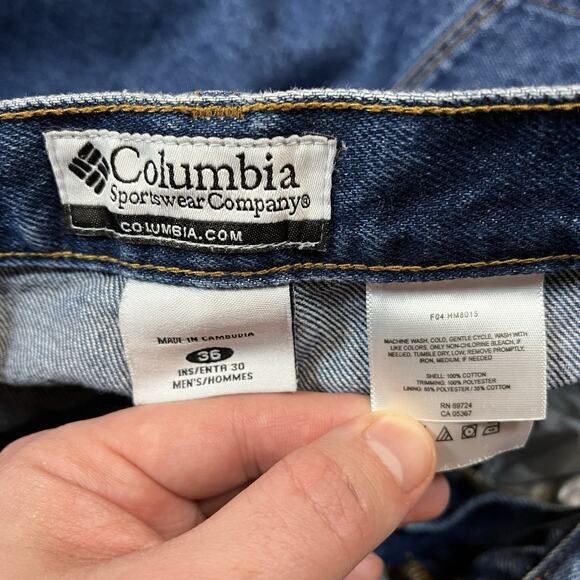 Columbia
Sportswear Company®
COLUMBIA.COM
MADE IN CAMBODIA
36
INS/ENTR 30
MEN'S/HOMMES
F04 HM8015
MACHINE WASH, COLD, GENTLE CYCLE, WASH WITH
LIKE COLORS, ONLY NON-CHLORINE BLEACH, IF
NEEDED, TUMBLE DRY, LOW, REMOVE PROMPTLY,
IRON, MEDIUM, IF NEEDED
SHELL: 100% COTTON
TRIMMING: 100% POLYESTER
LINING: 65% POLYESTER / 35% COTTON
RN 69724
CA 05367